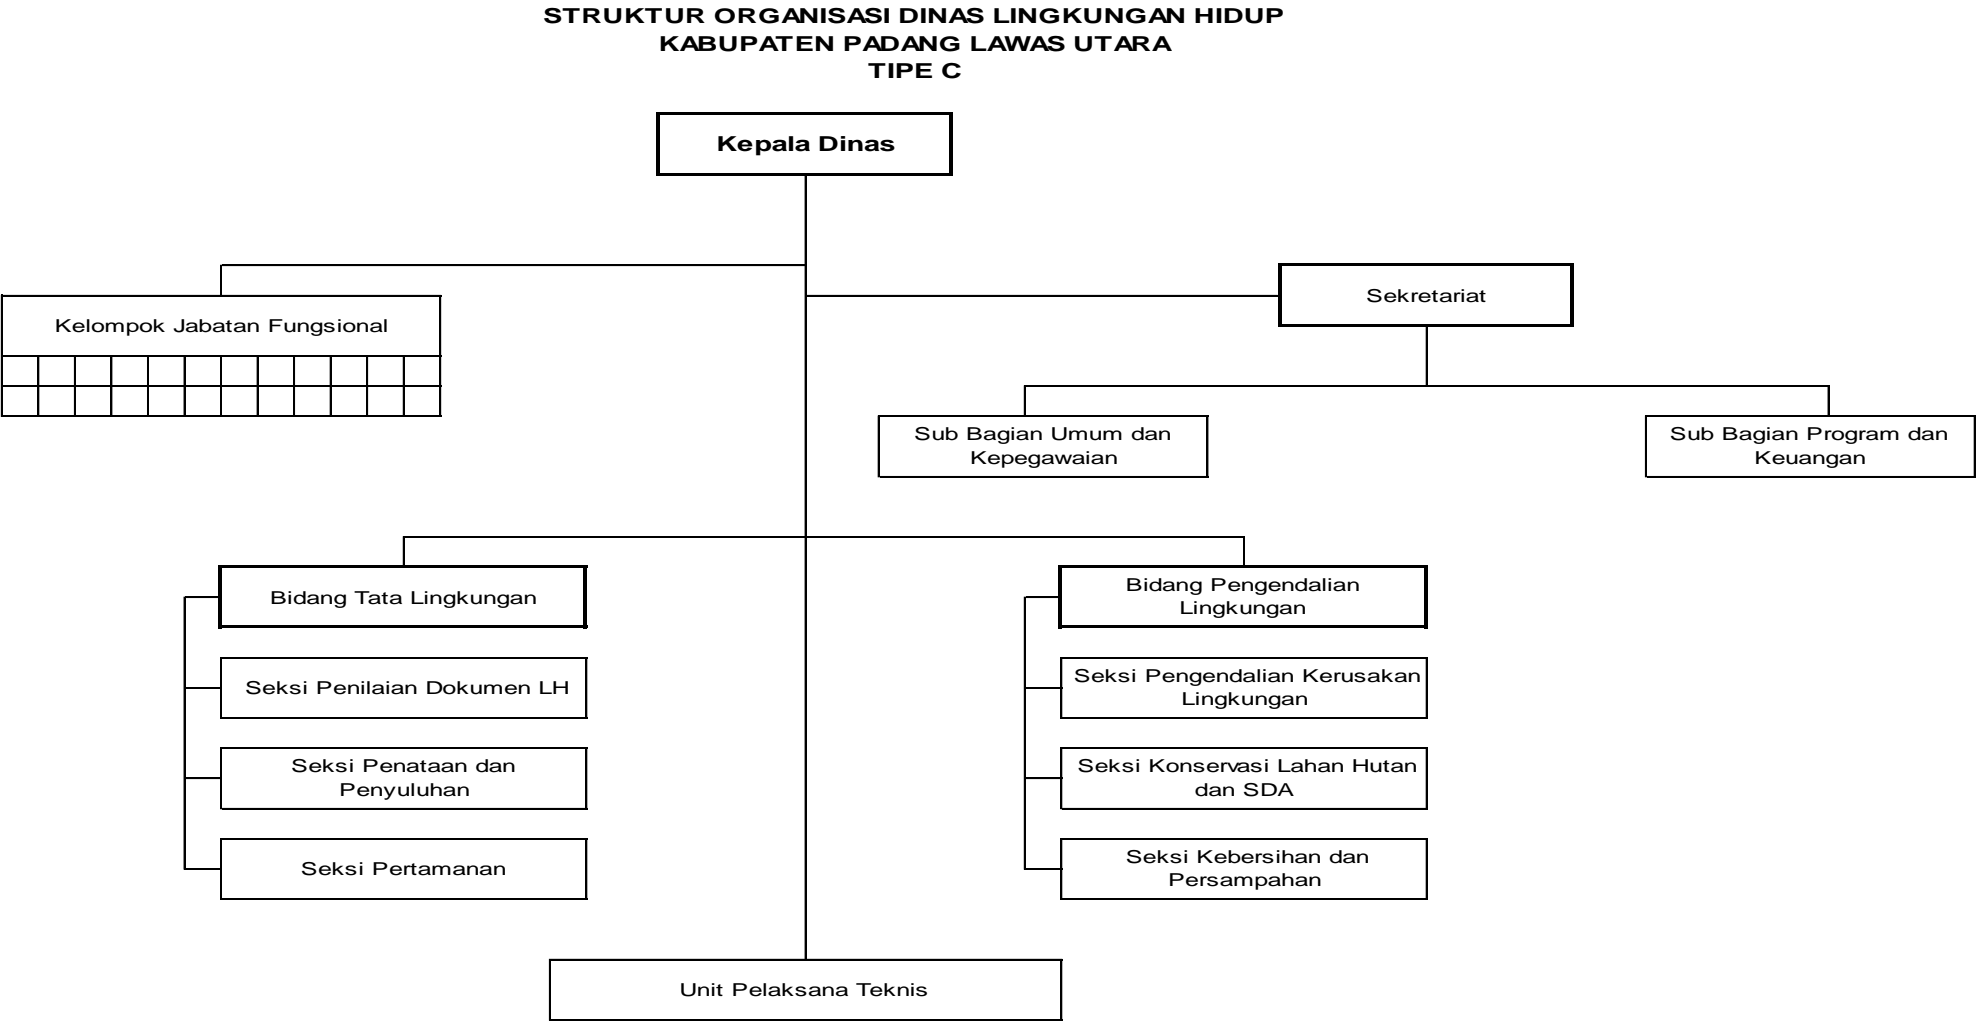 STRUKTUR ORGANISASI DINAS LINGKUNGAN HIDUP
KABUPATEN PADANG LAWAS UTARA
TIPE C
Kepala Dinas
Sekretariat
Kelompok Jabatan Fungsional
Sub Bagian Umum dan
Kepegawaian
Sub Bagian Program dan
Keuangan
Bidang Tata Lingkungan
Bidang Pengendalian
Lingkungan
Seksi Penilaian Dokumen LH
Seksi Pengendalian Kerusakan
Lingkungan
Seksi Penataan dan
Penyuluhan
Seksi Konservasi Lahan Hutan
dan SDA
Seksi Pertamanan
Seksi Kebersihan dan
Persampahan
Unit Pelaksana Teknis